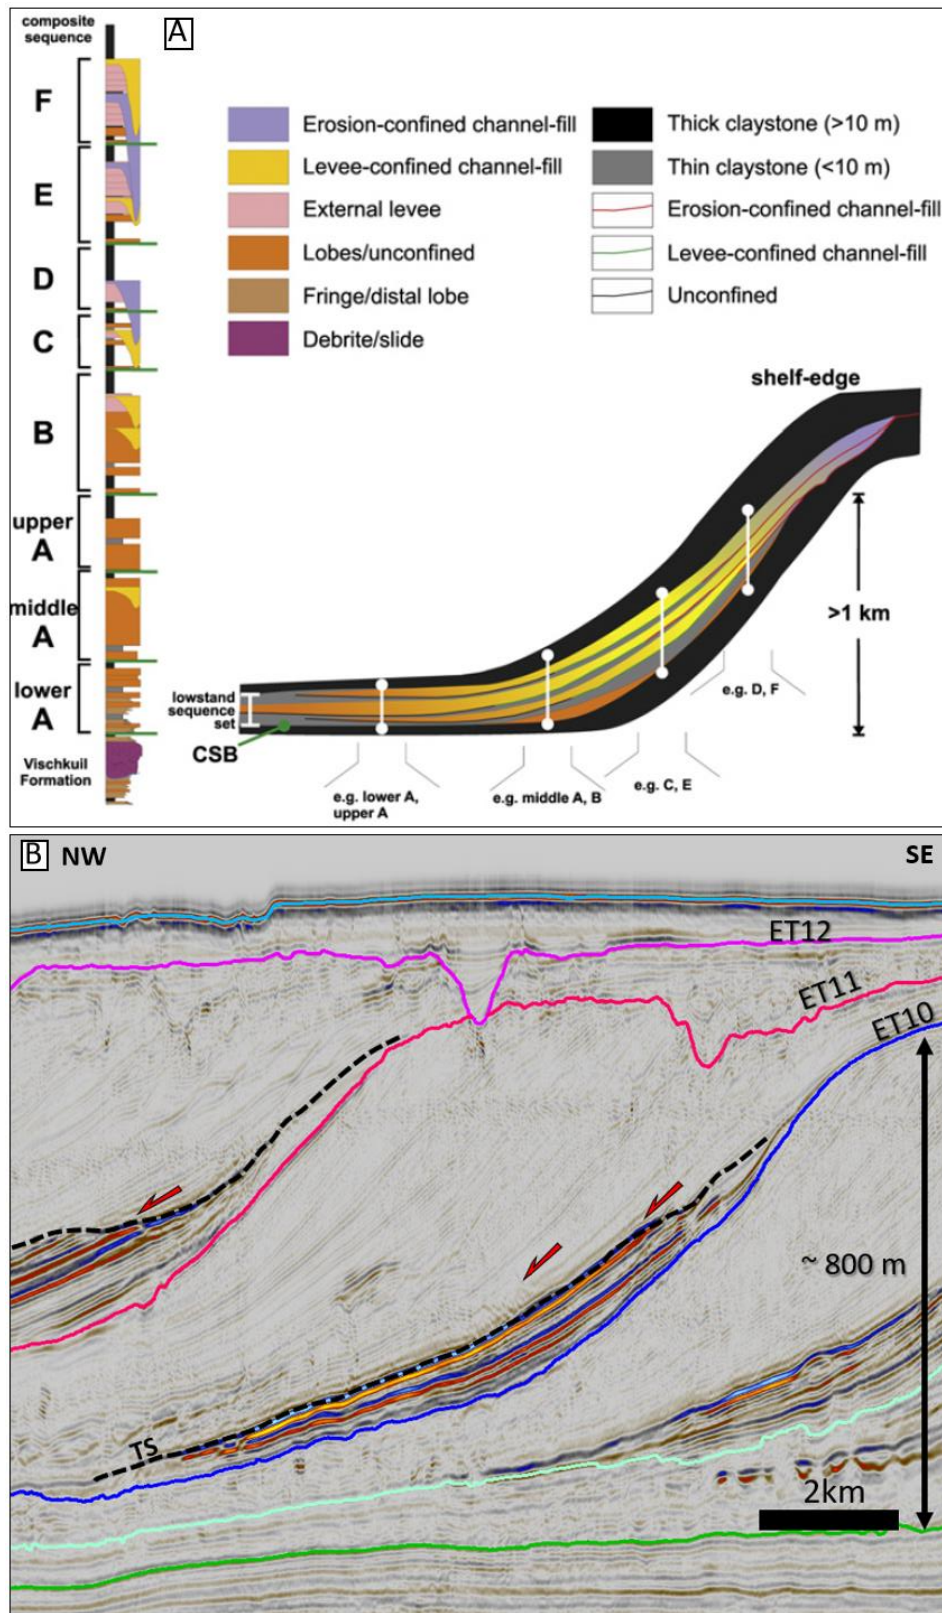 composite
sequence
A
F
E
D
C
B
upper
A
middle
A
lower
A
Vischkuil
Formation
Erosion-confined channel-fill
Levee-confined channel-fill
External levee
Lobes/unconfined
Fringe/distal lobe
Debrite/slide
Thick claystone (>10 m)
Thin claystone (<10 m)
Erosion-confined channel-fill
Levee-confined channel-fill
Unconfined
shelf-edge
>1 km
lowstand
sequence
set
CSB
e.g. lower A,
upper A
e.g. middle A, B
e.g. C, E
e.g. D, F
B NW
SE
ET12
ET11
ET10
~ 800 m
TS
2km